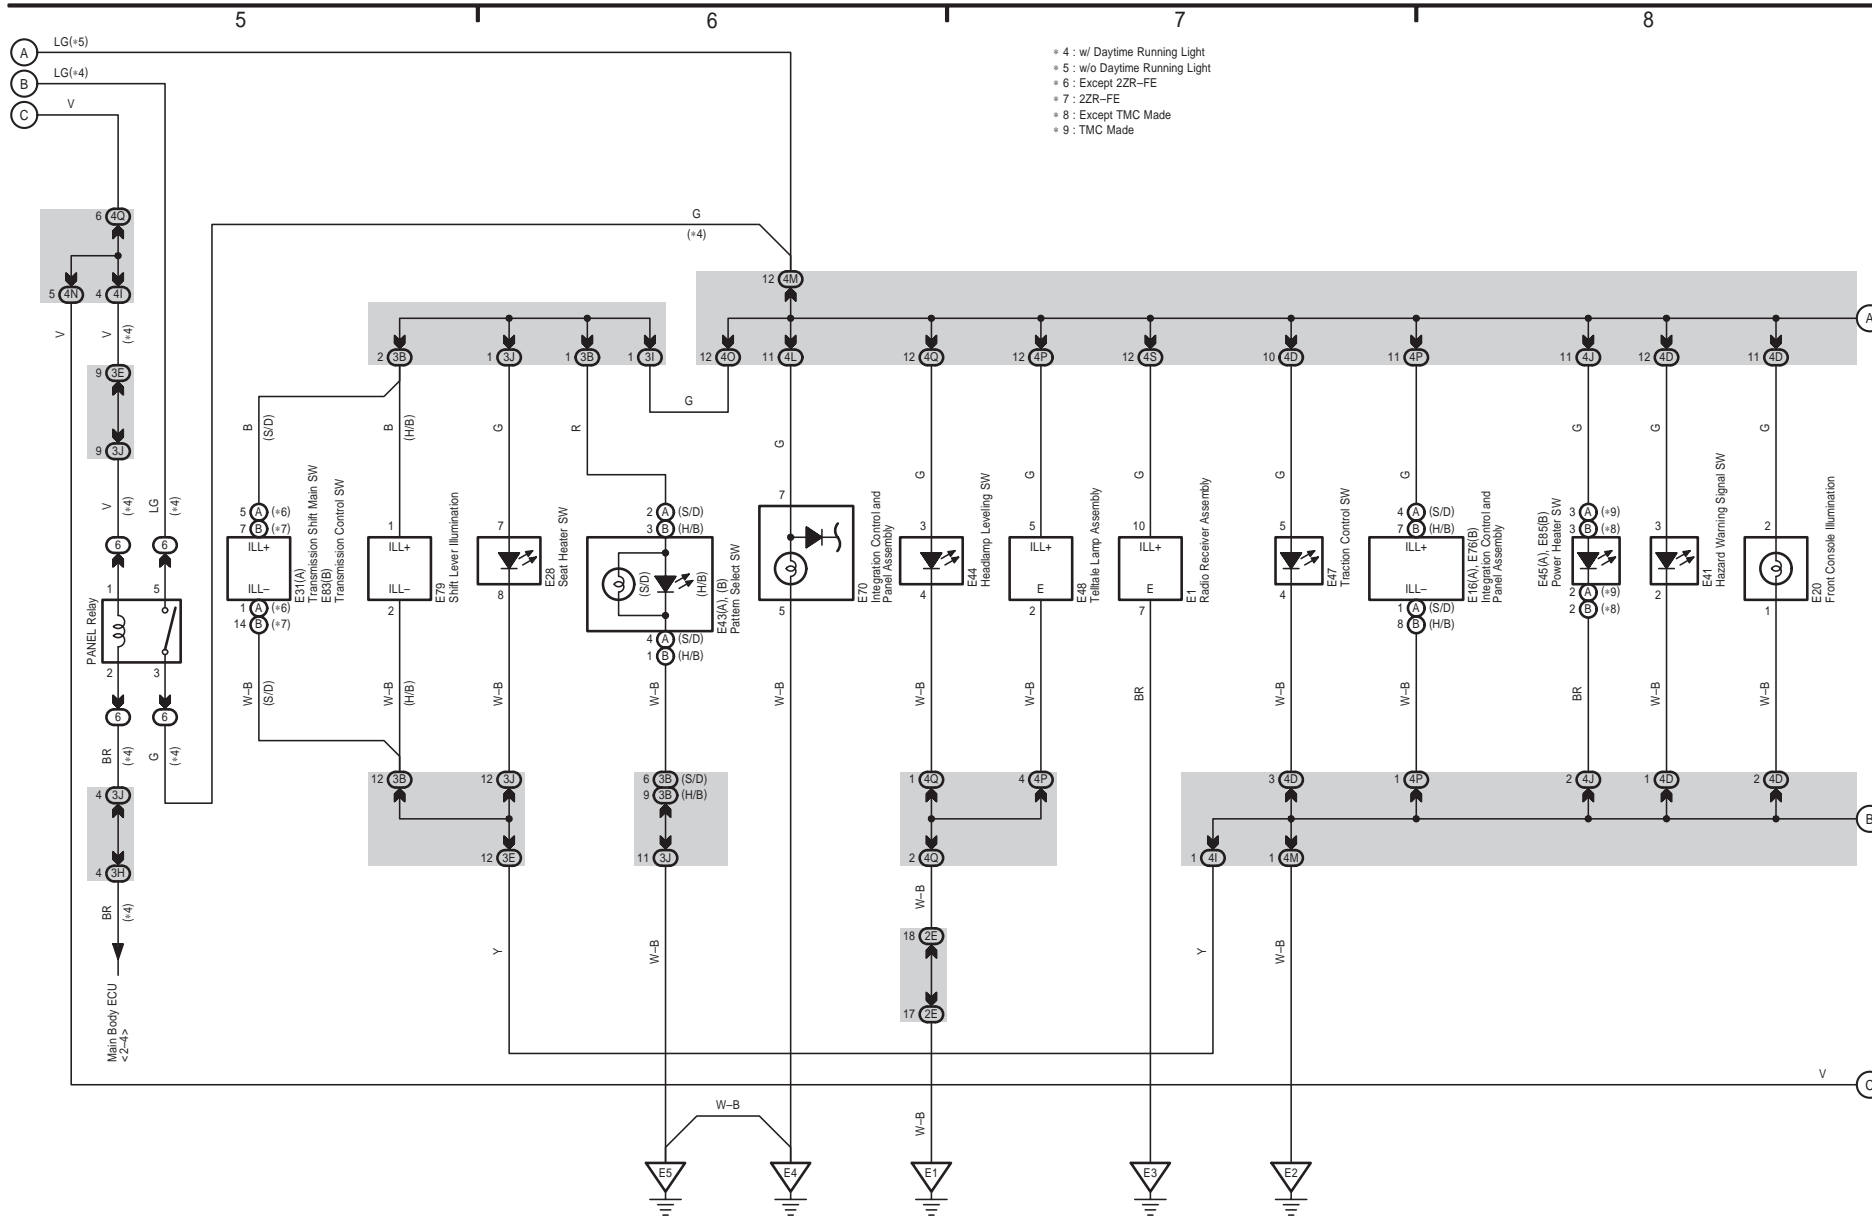 5
6
7
8
A
LG(*5)
B
LG(*4)
C
V
* 4 : w/ Daytime Running Light
* 5 : w/o Daytime Running Light
* 6 : Except 2ZR–FE
* 7 : 2ZR–FE
* 8 : Except TMC Made
* 9 : TMC Made
6 4Q
G
(*4)
5 4N
4 4I
12 4M
A
V
V
(*4)
2 3B
1 3J
1 3B
1 3I
12 4O
11 4L
12 4Q
12 4P
12 4S
10 4D
11 4P
11 4J
12 4D
11 4D
9 3E
9 3J
G
B
(S/D)
B
(H/B)
G
R
G
G
G
G
G
G
G
G
G
V
(*4)
LG
(*4)
6
6
1
5
PANEL Relay
2
3
6
6
BR
(*4)
G
(*4)
4 3J
4 3H
BR
(*4)
Main Body ECU
<2–4>
5 A (*6)
7 B (*7)
ILL+
ILL–
1 A (*6)
14 B (*7)
E31(A)
Transmission Shift Main SW
E83(B)
Transmission Control SW
1
ILL+
ILL–
2
E79
Shift Lever Illumination
7
8
E28
Seat Heater SW
2 A (S/D)
3 B (H/B)
(S/D)
(H/B)
4 A (S/D)
1 B (H/B)
E43(A), (B)
Pattern Select SW
7
5
E70
Integration Control and
Panel Assembly
3
4
E44
Headlamp Leveling SW
5
ILL+
E
2
E48
Telltale Lamp Assembly
10
ILL+
E
7
E1
Radio Receiver Assembly
5
4
E47
Traction Control SW
4 A (S/D)
7 B (H/B)
ILL+
ILL–
1 A (S/D)
8 B (H/B)
E16(A), E76(B)
Integration Control and
Panel Assembly
3 A (*9)
3 B (*8)
2 A (*9)
2 B (*8)
E45(A), E85(B)
Power Heater SW
3
2
E41
Hazard Warning Signal SW
2
1
E20
Front Console Illumination
W–B
(S/D)
W–B
(H/B)
W–B
W–B
W–B
W–B
W–B
BR
W–B
W–B
BR
W–B
W–B
12 3B
12 3J
12 3E
6 3B (S/D)
9 3B (H/B)
11 3J
1 4Q
4 4P
2 4Q
3 4D
1 4P
2 4J
1 4D
2 4D
B
1 4I
1 4M
W–B
18 2E
17 2E
Y
W–B
Y
W–B
V
C
W–B
W–B
E5
E4
E1
E3
E2